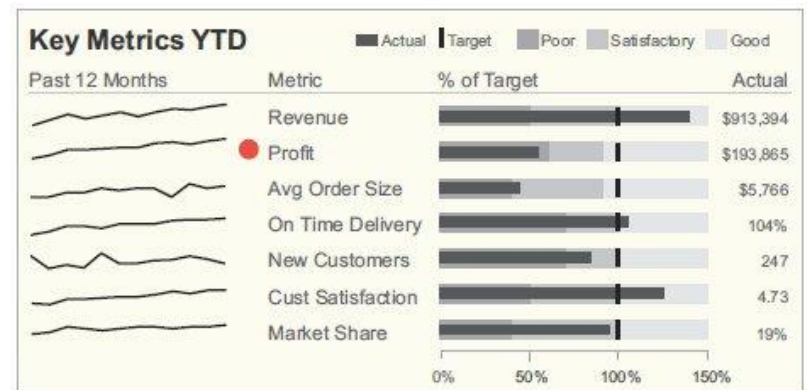 Key Metrics YTD
Actual Target Poor Satisfactory Good
Past 12 Months Metric % of Target Actual
Revenue $913,394
Profit $193,865
Avg Order Size $5,766
On Time Delivery 104%
New Customers 247
Cust Satisfaction 4.73
Market Share 19%
0% 50% 100% 150%